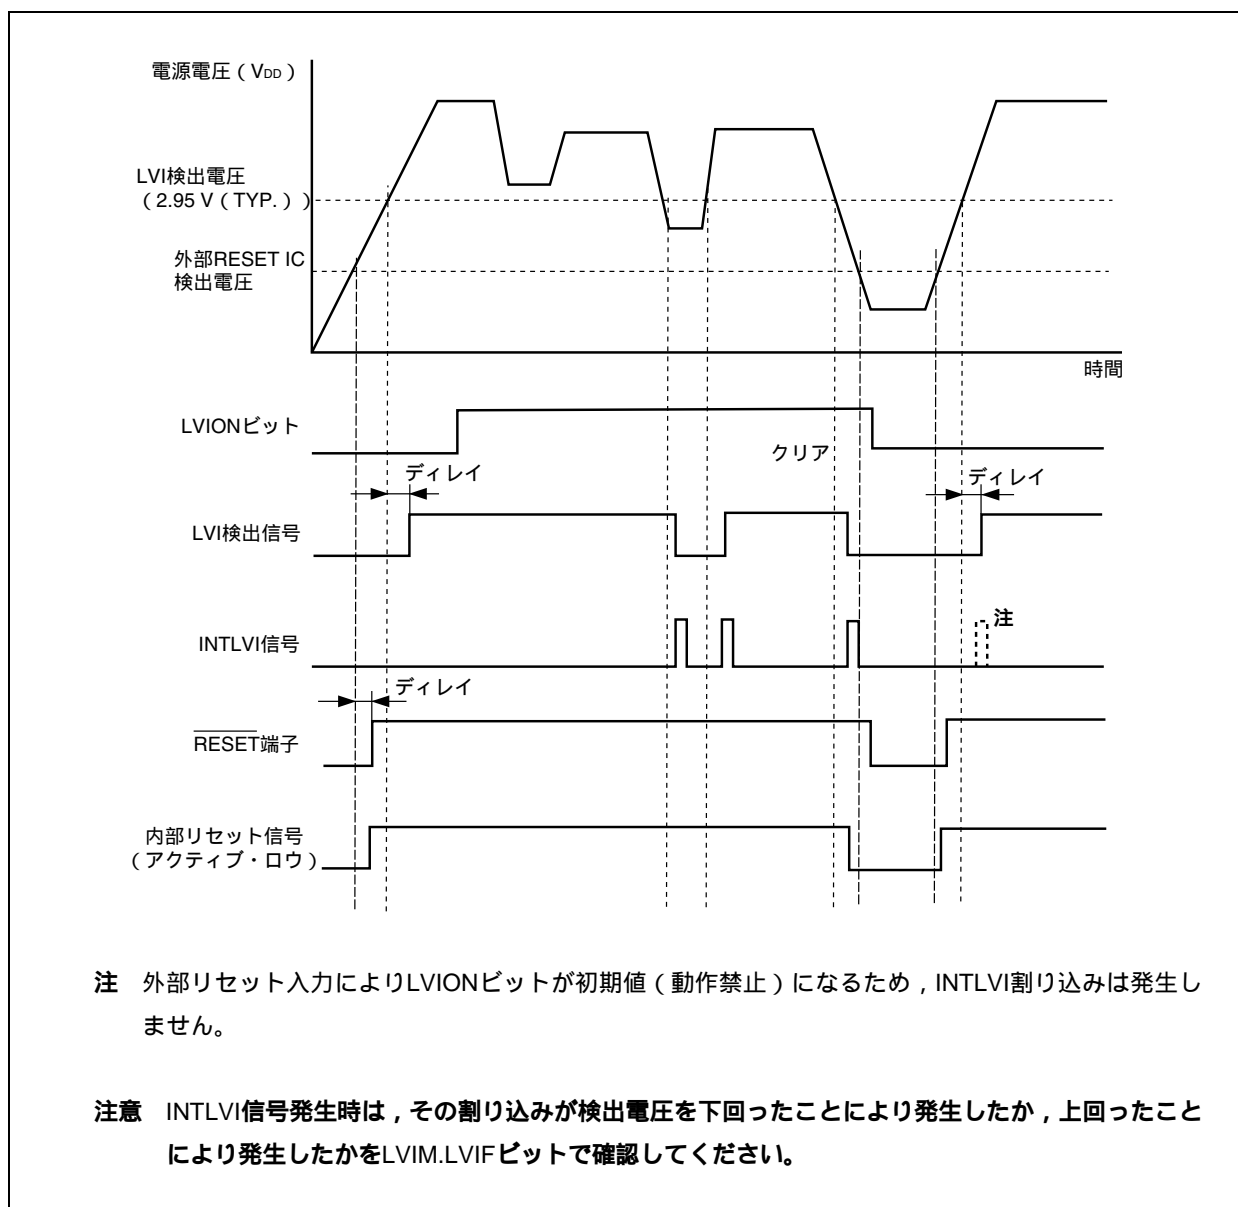 電源電圧（VDD）
LVI検出電圧
（2.95 V（TYP.））
外部RESET IC
検出電圧
時間
LVIONビット
クリア
ディレイ
ディレイ
LVI検出信号
注
INTLVI信号
ディレイ
RESET端子
内部リセット信号
（アクティブ・ロウ）
注　外部リセット入力によりLVIONビットが初期値（動作禁止）になるため，INTLVI割り込みは発生し
ません。
注意　INTLVI信号発生時は，その割り込みが検出電圧を下回ったことにより発生したか，上回ったこと
により発生したかをLVIM.LVIFビットで確認してください。